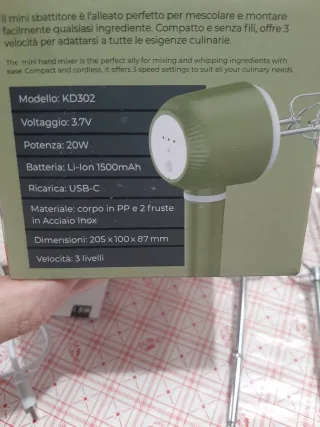 Il mini sbattitore è l'alleato perfetto per mescolare e montare
facilmente qualsiasi ingrediente. Compatto e senza fili, offre 3
velocità per adattarsi a tutte le esigenze culinarie.
The mini hand mixer is the perfect ally for mixing and whipping ingredients with
ease. Compact and cordless, it offers 3 speed settings to suit all your culinary needs
Modello: KD302
Voltaggio: 3.7V
Potenza: 20W
Batteria: Li-Ion 1500mAh
Ricarica: USB-C
Materiale: corpo in PP e 2 fruste
in Acciaio Inox
Dimensioni: 205 x 100 x 87 mm
Velocità: 3 livelli